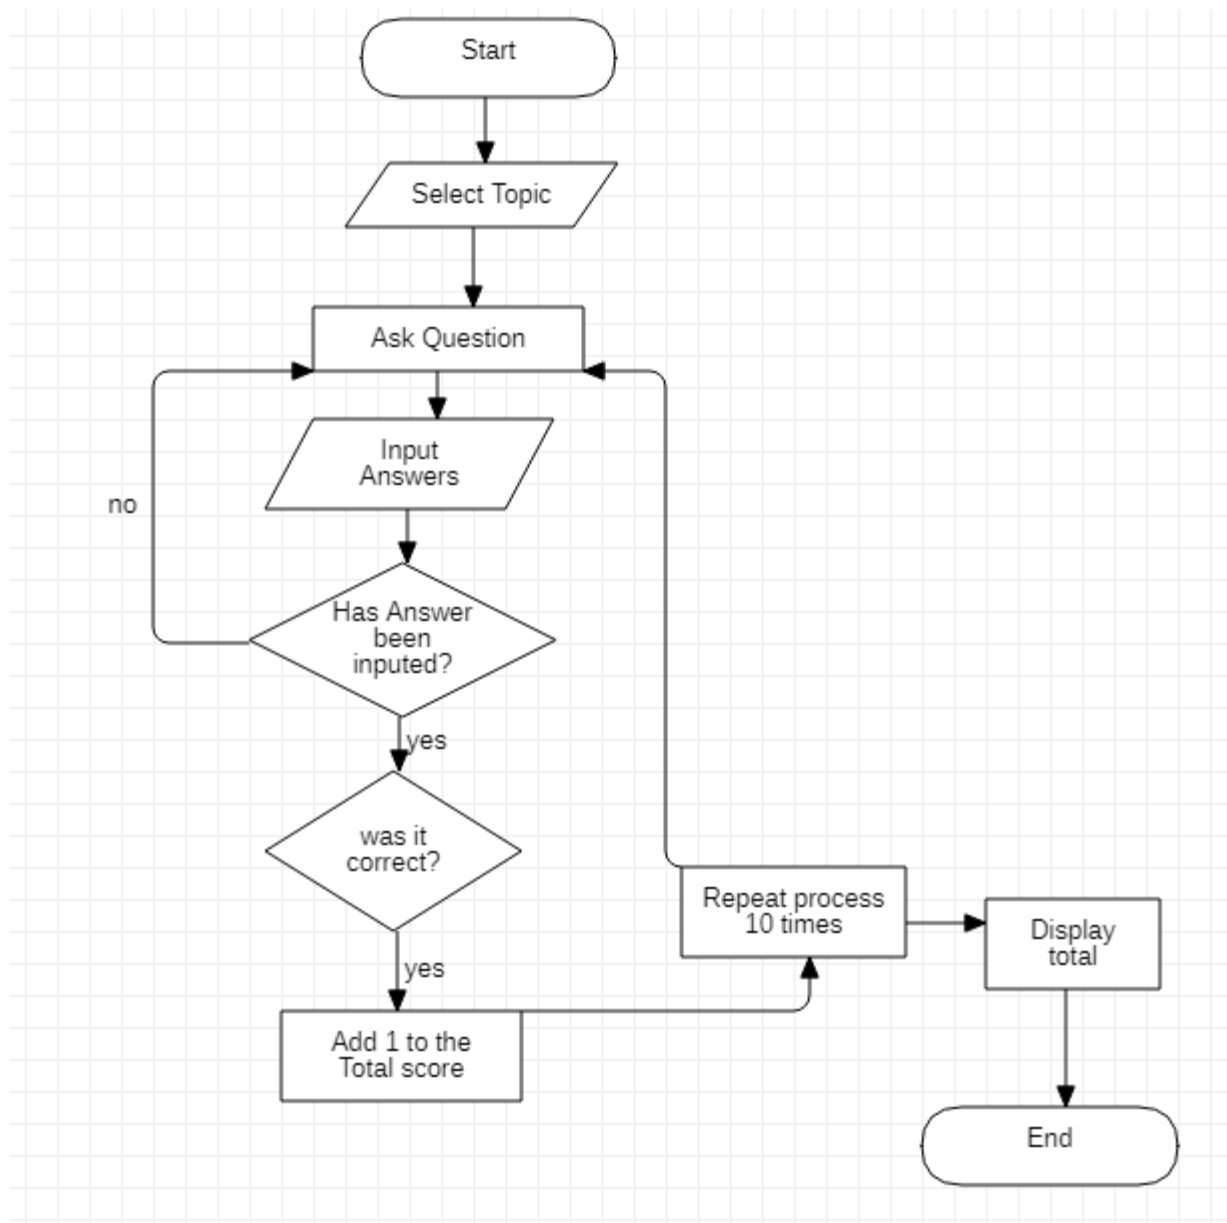 Start
Select Topic
Ask Question
Input
Answers
no
Has Answer
been
inputed?
yes
was it
correct?
yes
Add 1 to the
Total score
Repeat process
10 times
Display
total
End